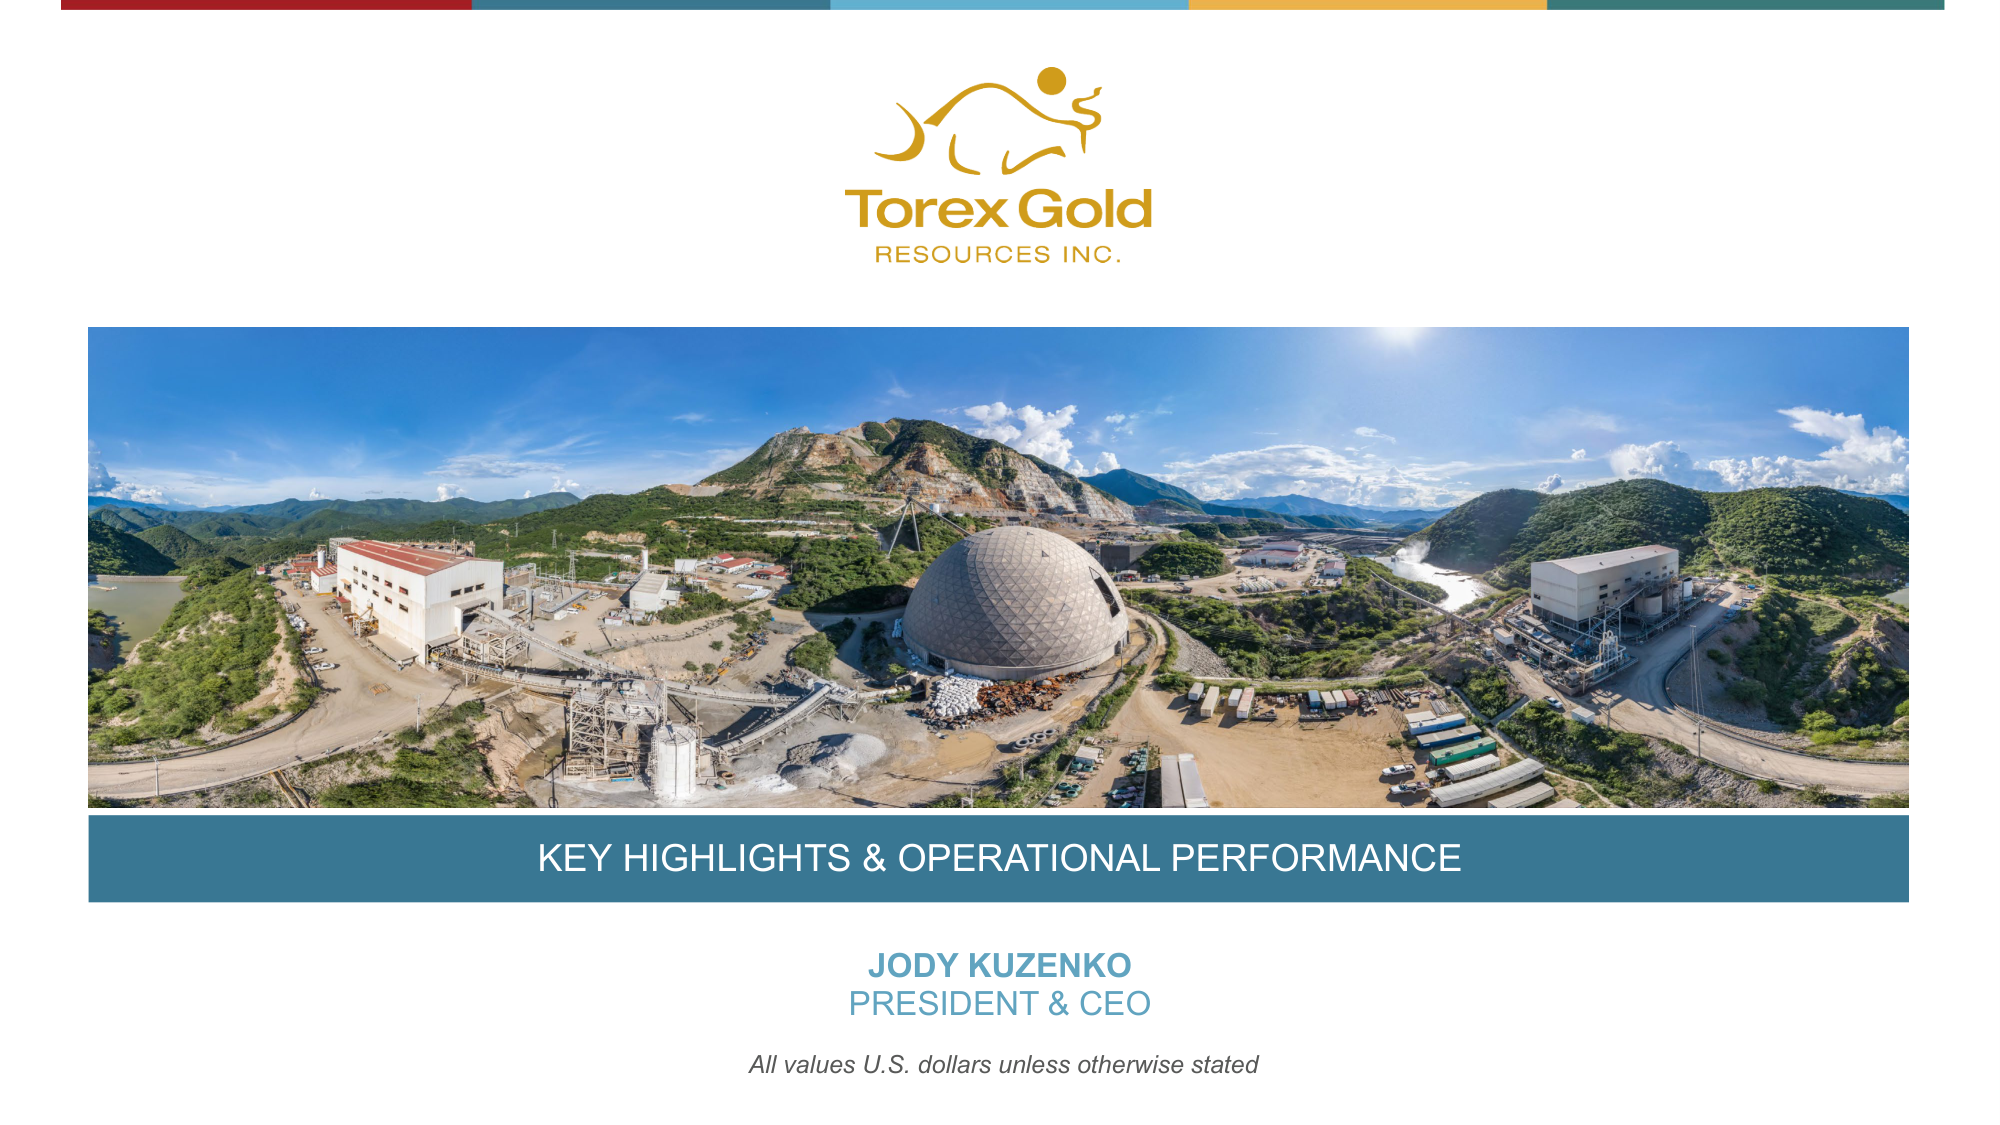 Torex Gold
RESOURCES INC.
KEY HIGHLIGHTS & OPERATIONAL PERFORMANCE
JODY KUZENKO
PRESIDENT & CEO
All values U.S. dollars unless otherwise stated